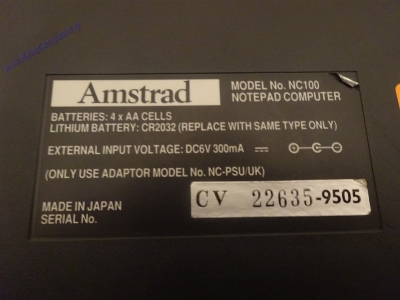 Amstrad
MODEL No. NC100
NOTEPAD COMPUTER
BATTERIES: 4 x AA CELLS
LITHIUM BATTERY: CR2032 (REPLACE WITH SAME TYPE ONLY)
EXTERNAL INPUT VOLTAGE: DC6V 300mA
(ONLY USE ADAPTOR MODEL No. NC-PSU/UK)
MADE IN JAPAN
SERIAL No.
CV 22635-9505